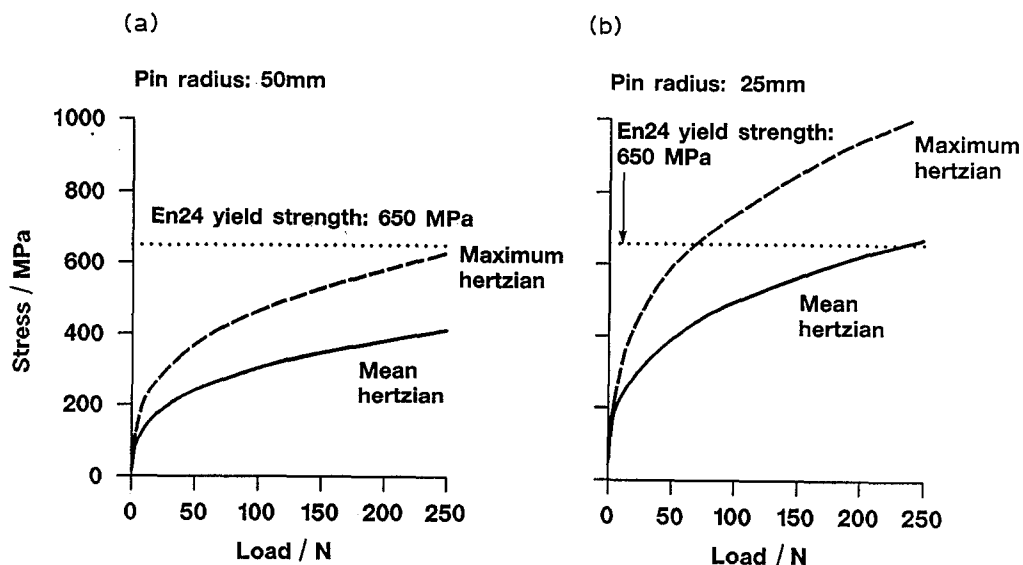 (a)
Pin radius: 50mm
1000
800
600
400
200
0
Stress / MPa
En24 yield strength: 650 MPa
Maximum
hertzian
Mean
hertzian
0 50 100 150 200 250
Load / N
(b)
Pin radius: 25mm
En24 yield strength:
650 MPa
Maximum
hertzian
Mean
hertzian
0 50 100 150 200 250
Load / N